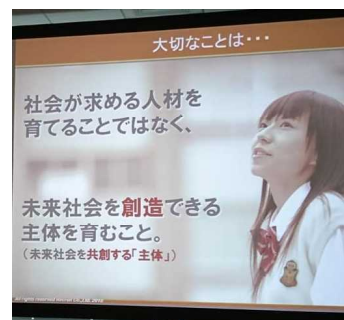 大切なことは・・・
社会が求める人材を
育てることではなく、
未来社会を創造できる
主体を育むこと。
（未来社会を共創する「主体」）